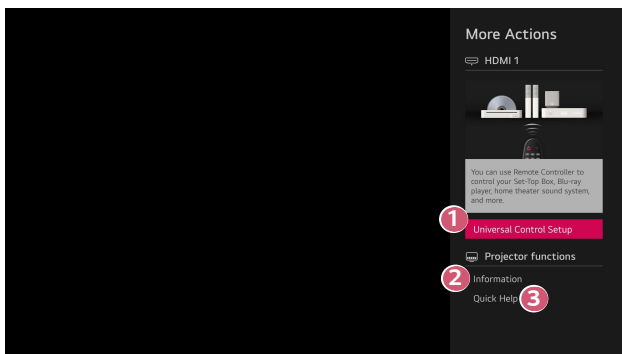 More Actions
HDMI 1
You can use Remote Controller to
control your Set-Top Box, Blu-ray
player, home theater sound system,
and more.
1
Universal Control Setup
Projector functions
2 Information
Quick Help 3